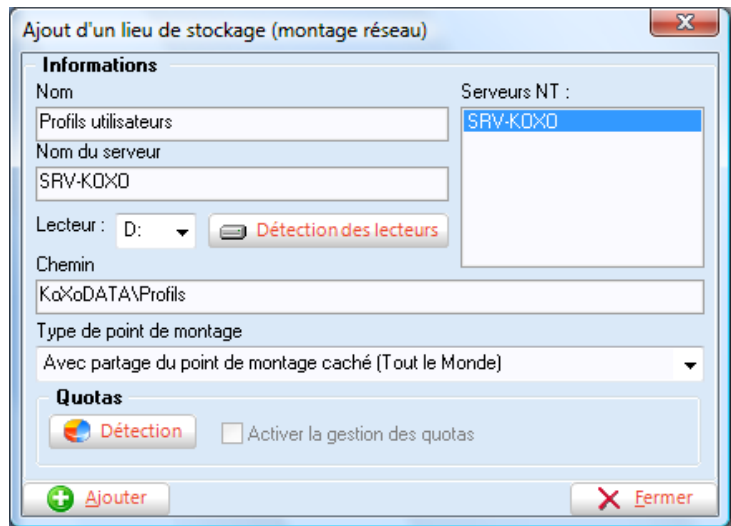 Ajout d'un lieu de stockage (montage réseau)
Informations
Nom
Profils utilisateurs
Nom du serveur
SRV-KOXO
Lecteur : D: Détection des lecteurs
Serveurs NT :
SRV-KOXO
Chemin
KoXoDATA\Profils
Type de point de montage
Avec partage du point de montage caché (Tout le Monde)
Quotas
Détection Activer la gestion des quotas
Ajouter Fermer